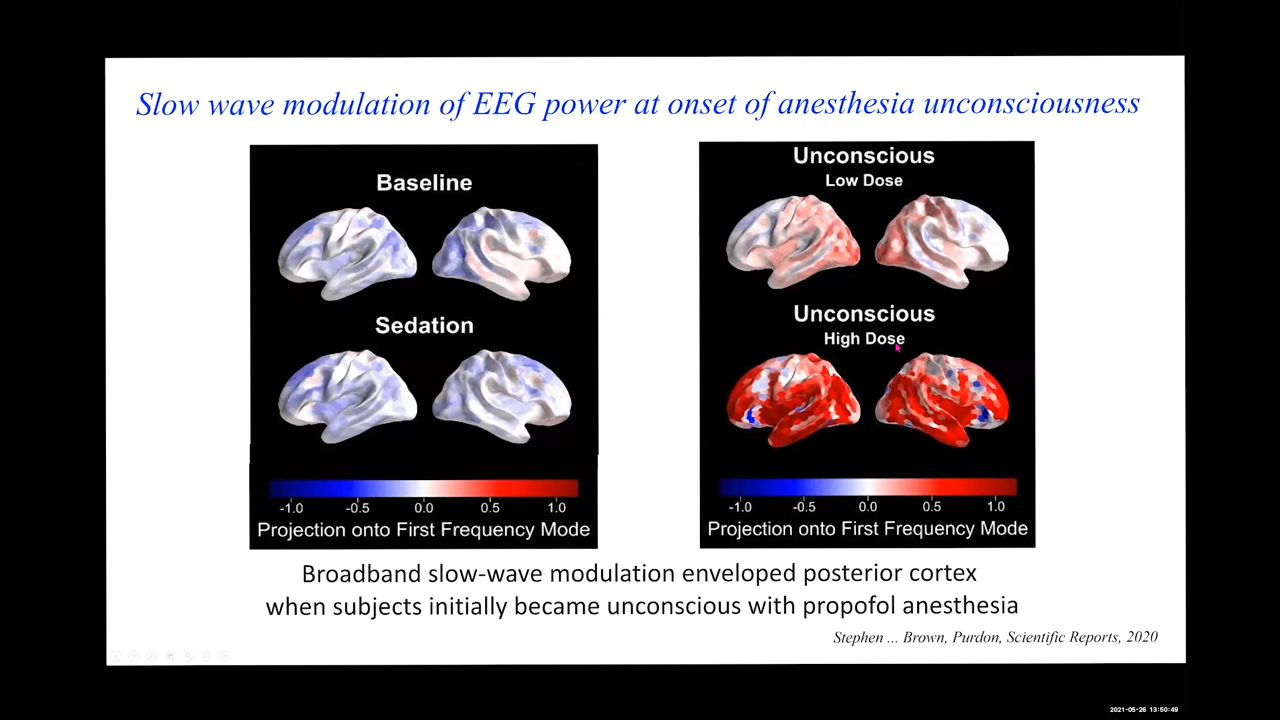 Slow wave modulation of EEG power at onset of anesthesia unconsciousness
Baseline
Sedation
-1.0 -0.5 0.0 0.5 1.0
Projection onto First Frequency Mode
Unconscious
Low Dose
Unconscious
High Dose
-1.0 -0.5 0.0 0.5 1.0
Projection onto First Frequency Mode
Broadband slow-wave modulation enveloped posterior cortex
when subjects initially became unconscious with propofol anesthesia
Stephen ... Brown, Purdon, Scientific Reports, 2020
2021-05-26 13:50:49